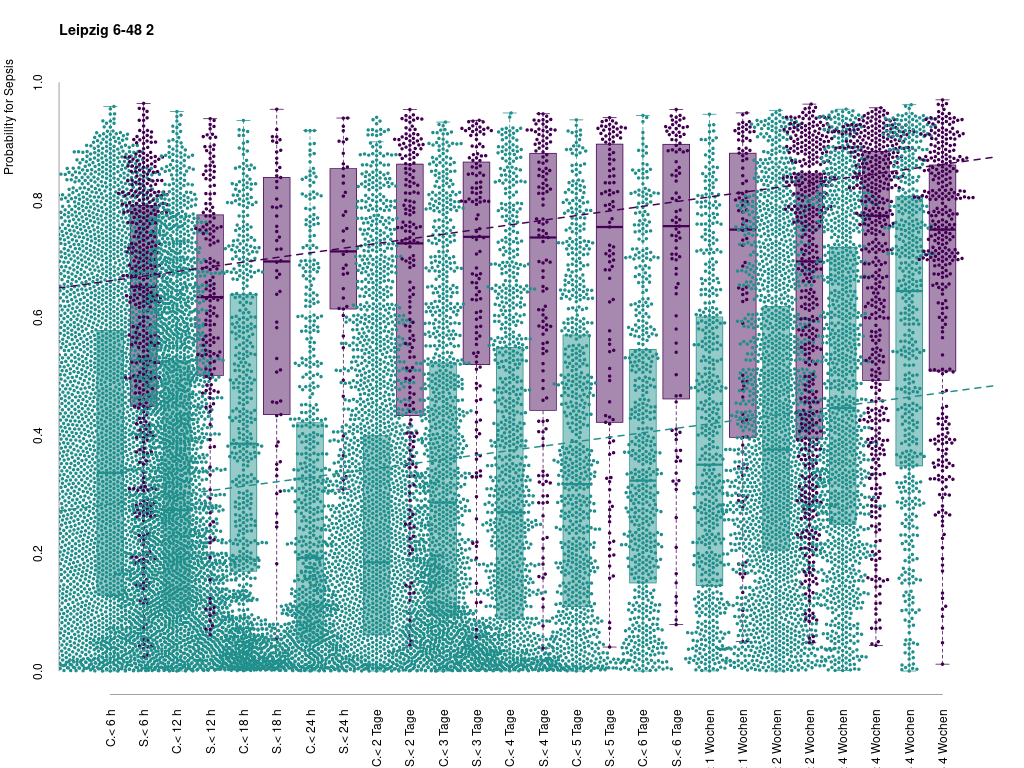 Leipzig 6-48 2
Probability bor Sepsis
1.0
0.8
0.6
0.4
0.2
0.0
C.< 6 h
S.< 6 h
C.< 12 h
S.< 12 h
C.< 18 h
S.< 18 h
C.< 24 h
S.< 24 h
C.< 2 Tage
S.< 2 Tage
C.< 3 Tage
S.< 3 Tage
C.< 4 Tage
S.< 4 Tage
C.< 5 Tage
S.< 5 Tage
C.< 6 Tage
S.< 6 Tage
1 Wochen
1 Wochen
2 Wochen
2 Wochen
4 Wochen
4 Wochen
4 Wochen
4 Wochen